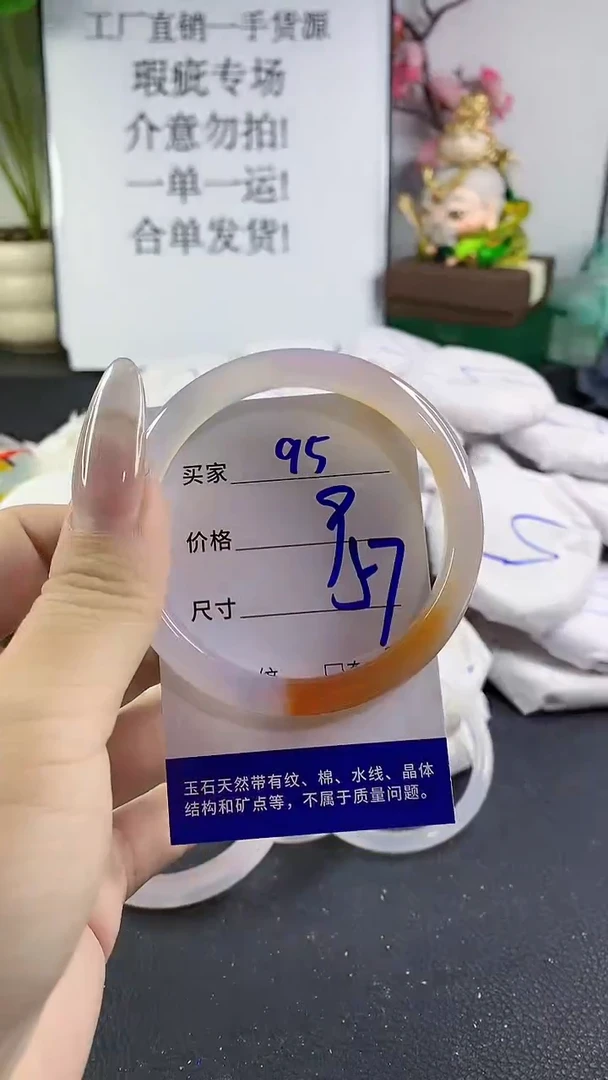 工厂直销一手货源
瑕疵专场
介意勿拍!
一单一运!
合单发货!
买家 95
价格
尺寸 57
玉石天然带有纹、棉、水线、晶体
结构和矿点等，不属于质量问题。